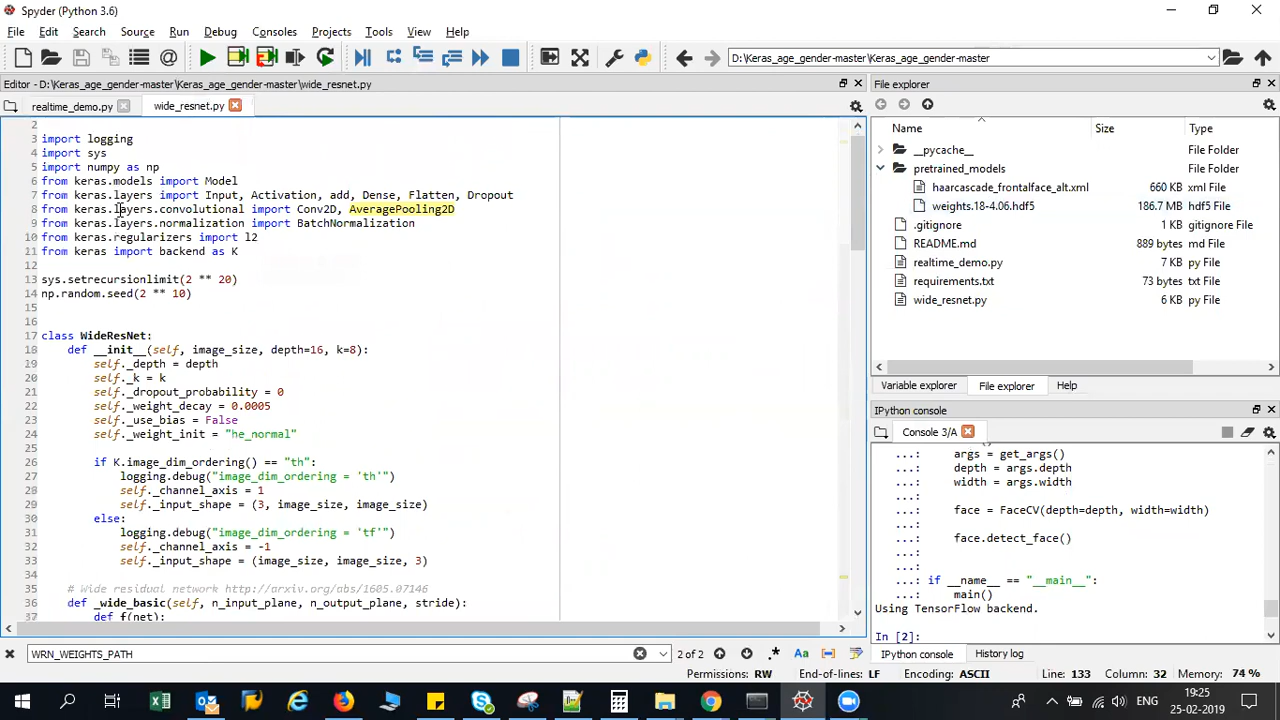 Spyder (Python 3.6)
File Edit Search Source Run Debug Consoles Projects Tools View Help
D:\Keras_age_gender-master\Keras_age_gender-master
Editor - D:\Keras_age_gender-master\Keras_age_gender-master\wide_resnet.py
realtime_demo.py
wide_resnet.py
2
3 import logging
4 import sys
5 import numpy as np
6 from keras.models import Model
7 from keras.layers import Input, Activation, add, Dense, Flatten, Dropout
8 from keras.layers.convolutional import Conv2D, AveragePooling2D
9 from keras.layers.normalization import BatchNormalization
10 from keras.regularizers import l2
11 from keras import backend as K
12
13 sys.setrecursionlimit(2 ** 20)
14 np.random.seed(2 ** 10)
15
16
17 class WideResNet:
18 def __init__(self, image_size, depth=16, k=8):
19 self._depth = depth
20 self._k = k
21 self._dropout_probability = 0
22 self._weight_decay = 0.0005
23 self._use_bias = False
24 self._weight_init = "he_normal"
25
26 if K.image_dim_ordering() == "th":
27 logging.debug("image_dim_ordering = 'th'")
28 self._channel_axis = 1
29 self._input_shape = (3, image_size, image_size)
30 else:
31 logging.debug("image_dim_ordering = 'tf'")
32 self._channel_axis = -1
33 self._input_shape = (image_size, image_size, 3)
34
35 # Wide residual network http://arxiv.org/abs/1605.07146
36 def _wide_basic(self, n_input_plane, n_output_plane, stride):
37 def f(net):
WRN_WEIGHTS_PATH
2 of 2
.*
Aa
File explorer
Name Size Type
__pycache__ File Folder
pretrained_models File Folder
haarcascade_frontalface_alt.xml 660 KB xml File
weights.18-4.06.hdf5 186.7 MB hdf5 File
.gitignore 1 KB gitignore File
README.md 889 bytes md File
realtime_demo.py 7 KB py File
requirements.txt 73 bytes txt File
wide_resnet.py 6 KB py File
Variable explorer File explorer Help
IPython console
Console 3/A
...: args = get_args()
...: depth = args.depth
...: width = args.width
...:
...: face = FaceCV(depth=depth, width=width)
...:
...: face.detect_face()
...:
...:
...: if __name__ == "__main__":
...: main()
Using TensorFlow backend.
In [2]:
IPython console History log
Permissions: RW End-of-lines: LF Encoding: ASCII Line: 133 Column: 32 Memory: 74 %
ENG
19:25
25-02-2019